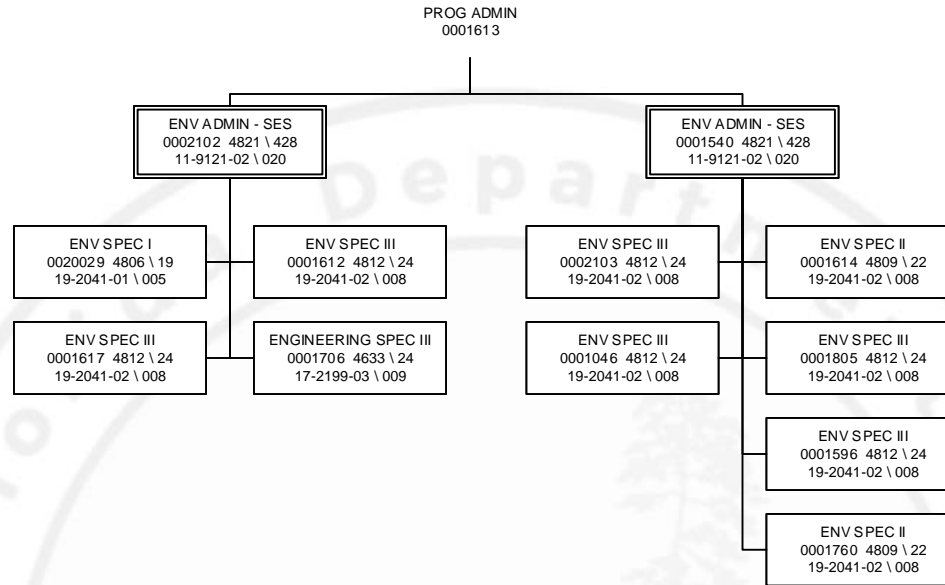 PROG ADMIN
0001613
ENV ADMIN - SES
0002102 4821 \ 428
11-9121-02 \ 020
ENV ADMIN - SES
0001540 4821 \ 428
11-9121-02 \ 020
ENV SPEC I
0020029 4806 \ 19
19-2041-01 \ 005
ENV SPEC III
0001612 4812 \ 24
19-2041-02 \ 008
ENV SPEC III
0002103 4812 \ 24
19-2041-02 \ 008
ENV SPEC II
0001614 4809 \ 22
19-2041-02 \ 008
ENV SPEC III
0001617 4812 \ 24
19-2041-02 \ 008
ENGINEERING SPEC III
0001706 4633 \ 24
17-2199-03 \ 009
ENV SPEC III
0001046 4812 \ 24
19-2041-02 \ 008
ENV SPEC III
0001805 4812 \ 24
19-2041-02 \ 008
ENV SPEC III
0001596 4812 \ 24
19-2041-02 \ 008
ENV SPEC II
0001760 4809 \ 22
19-2041-02 \ 008